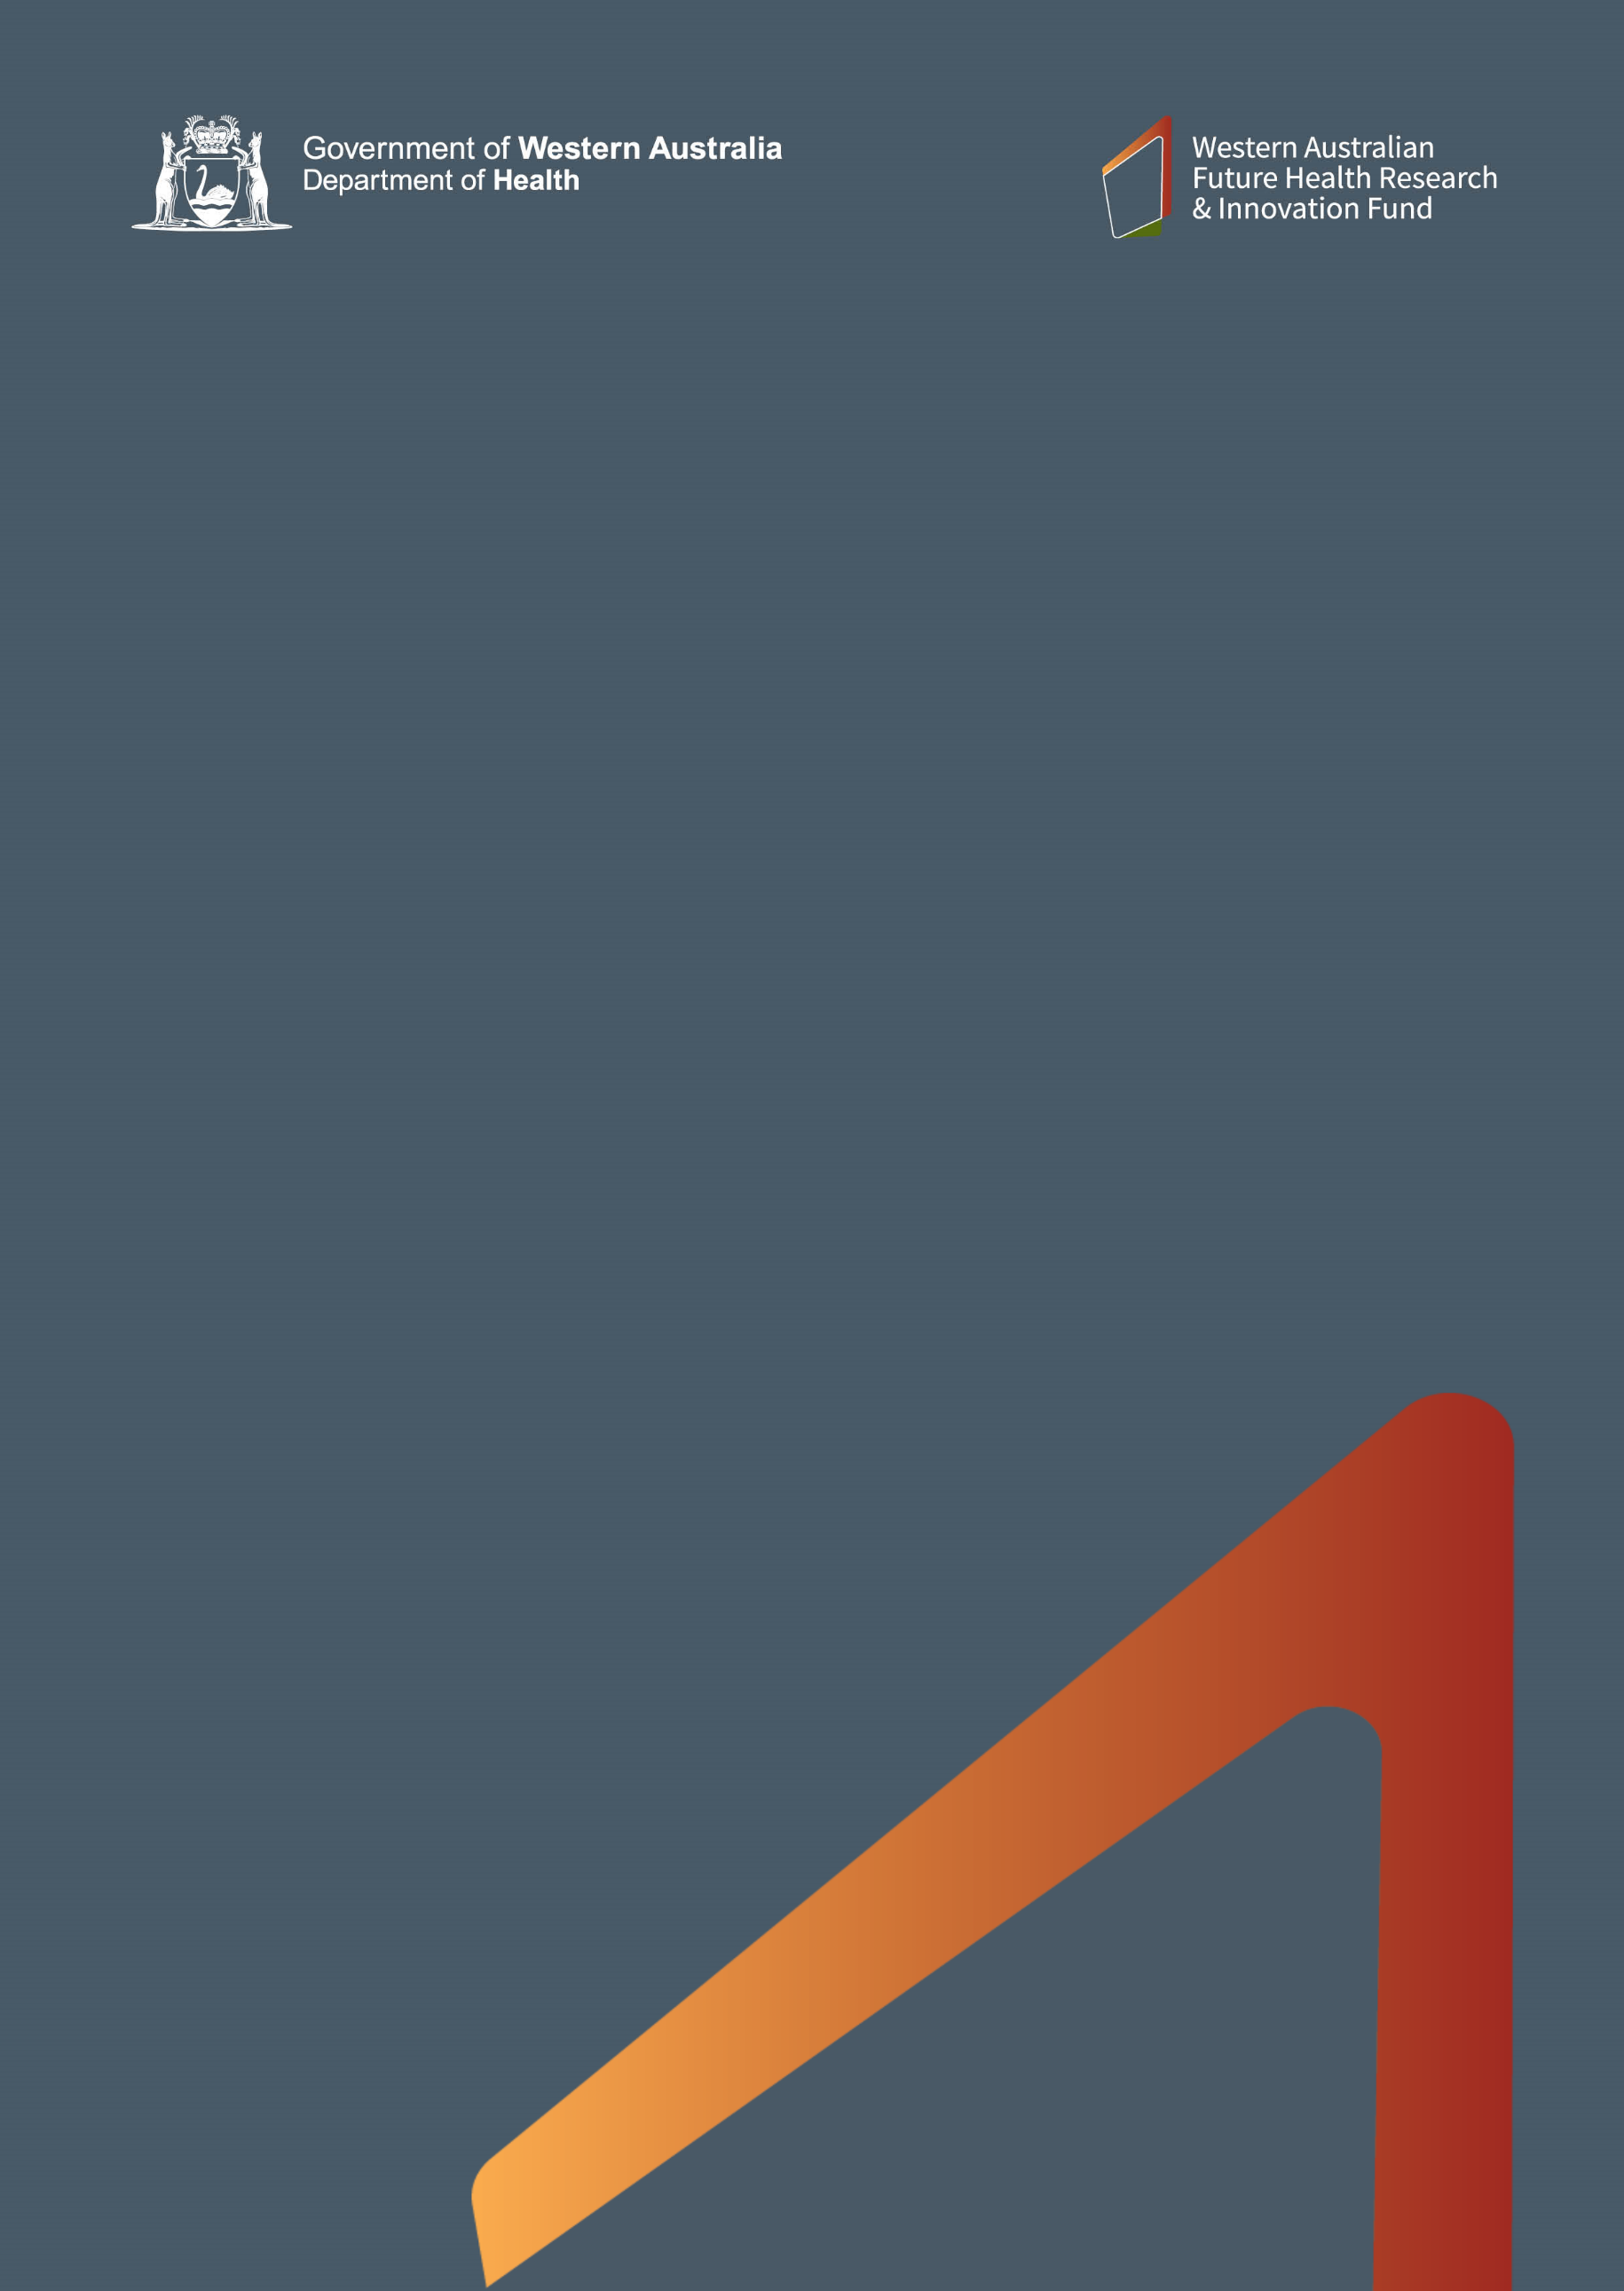 Government of Western Australia
Department of Health
Western Australian
Future Health Research
& Innovation Fund